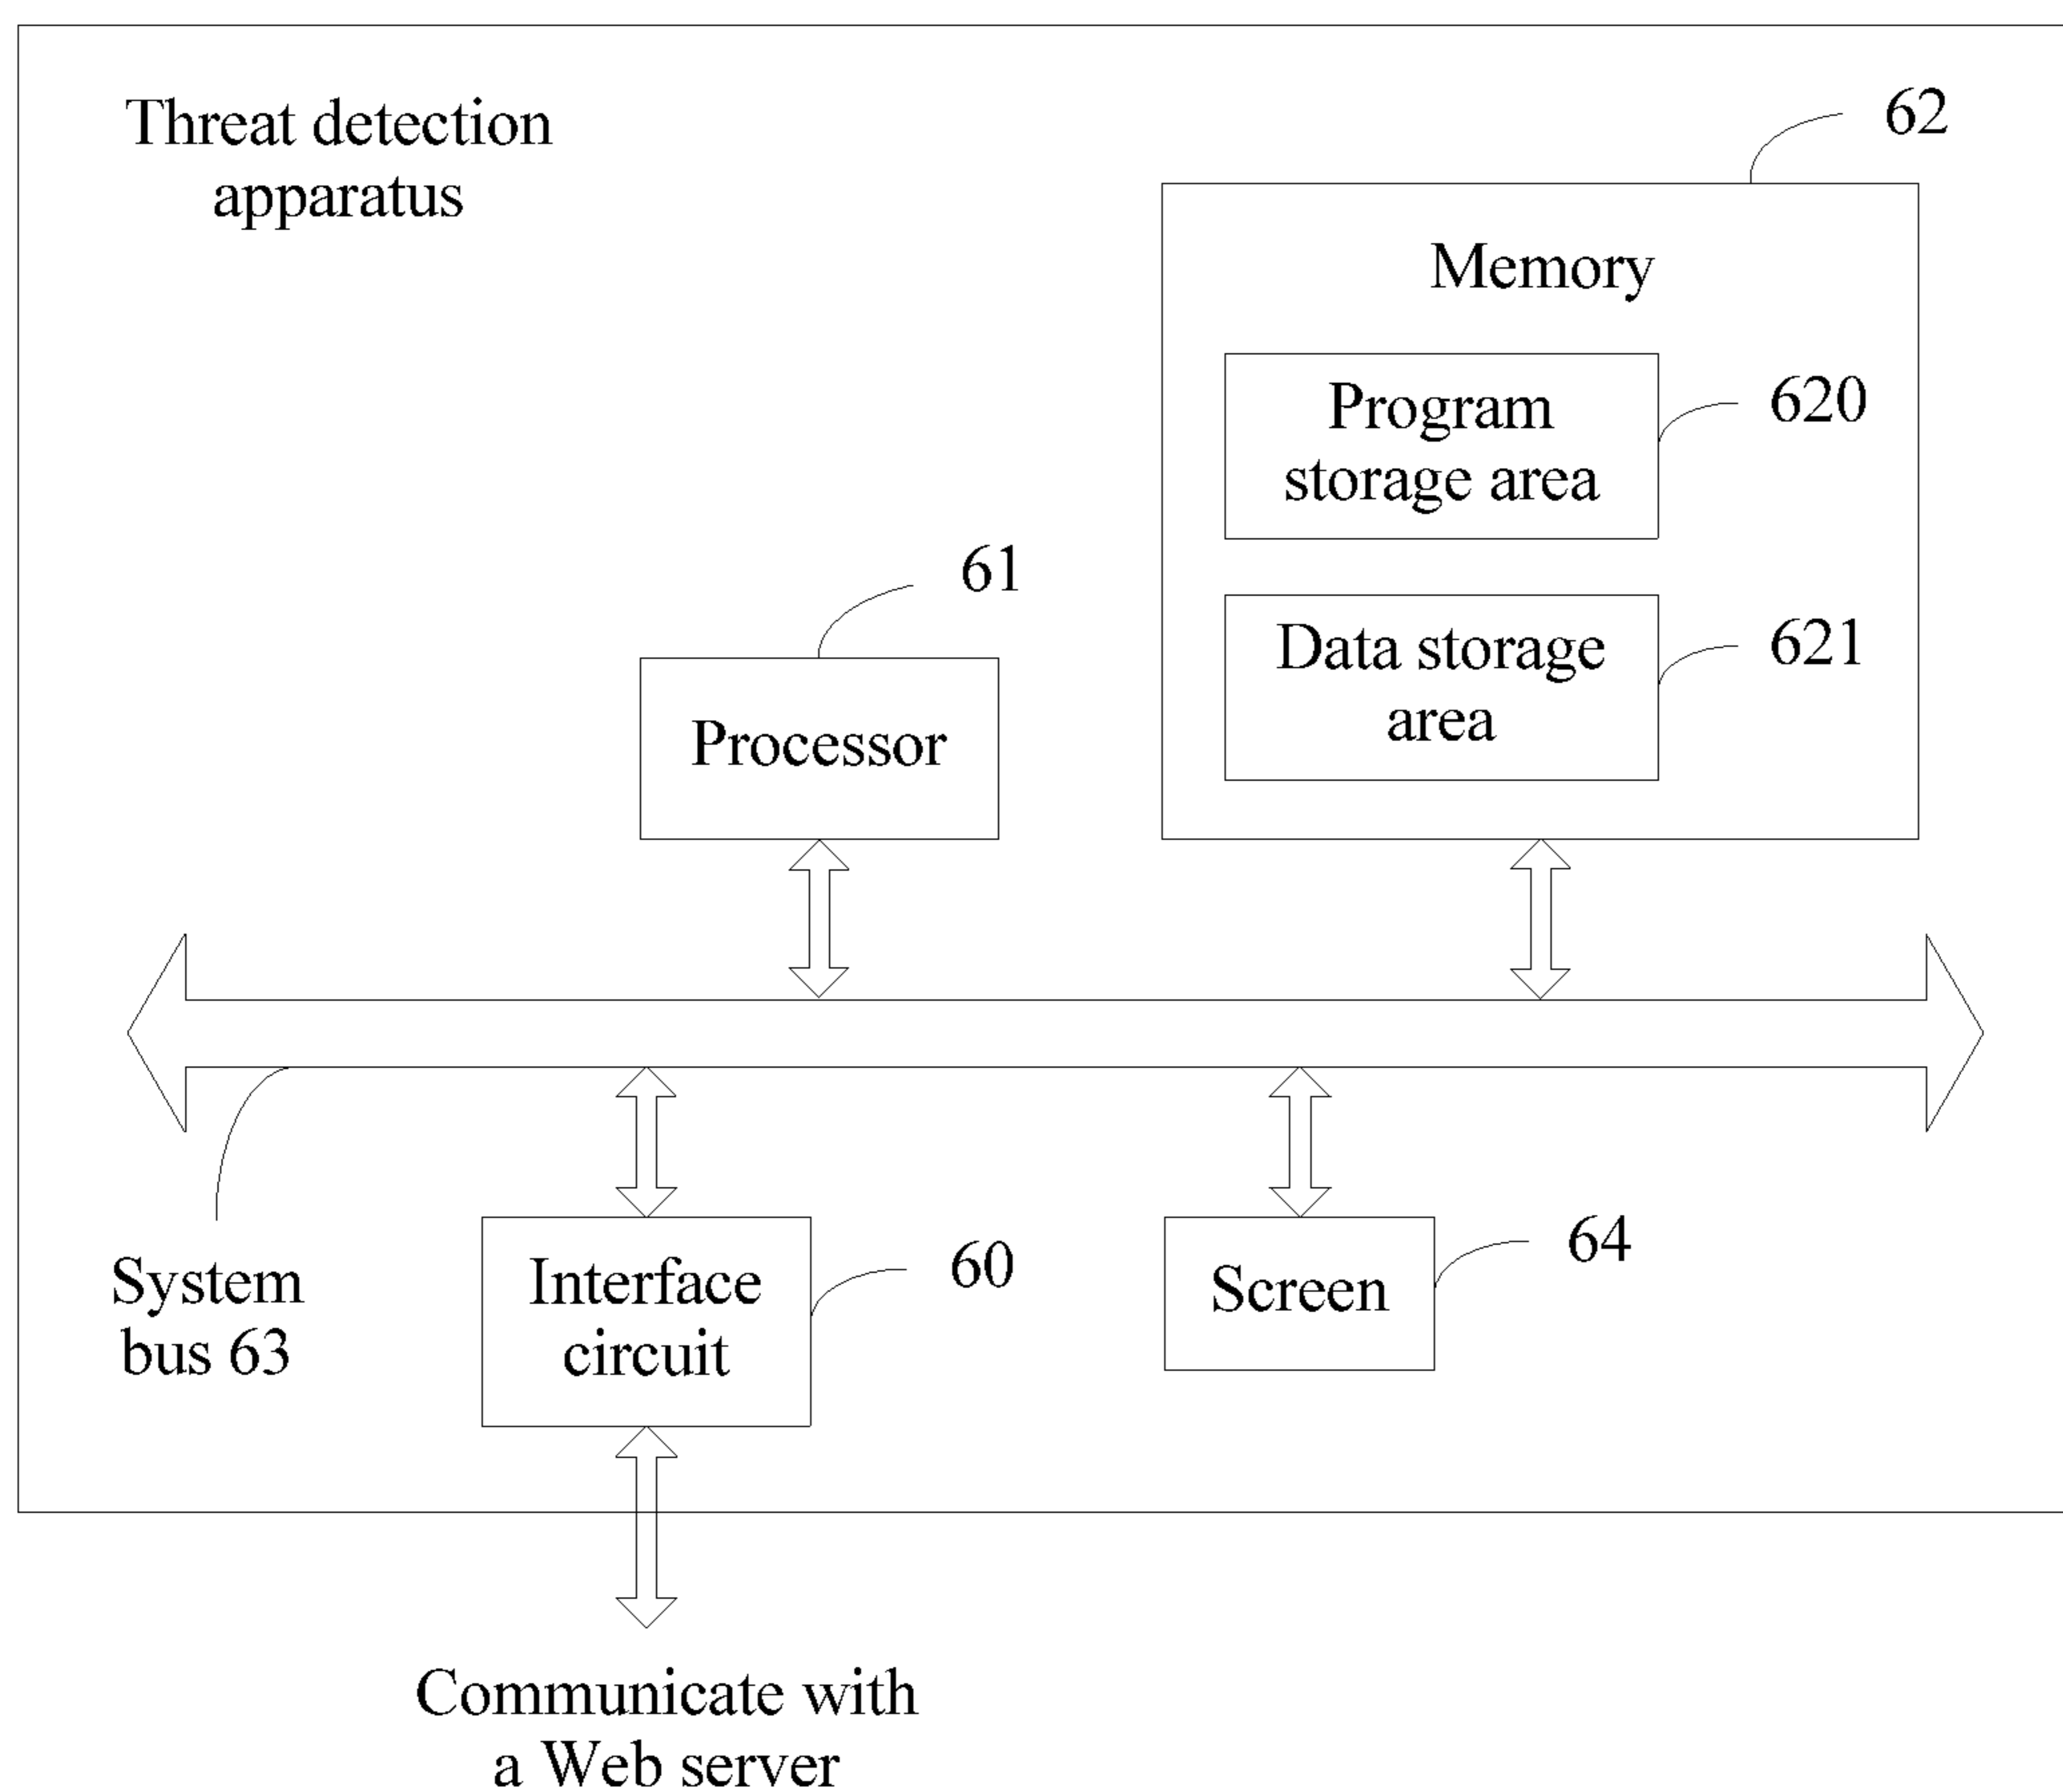 Threat detection
apparatus
62
Memory
Program
storage area
620
Data storage
area
621
61
Processor
System
bus 63
Interface
circuit
60
Screen
64
Communicate with
a Web server